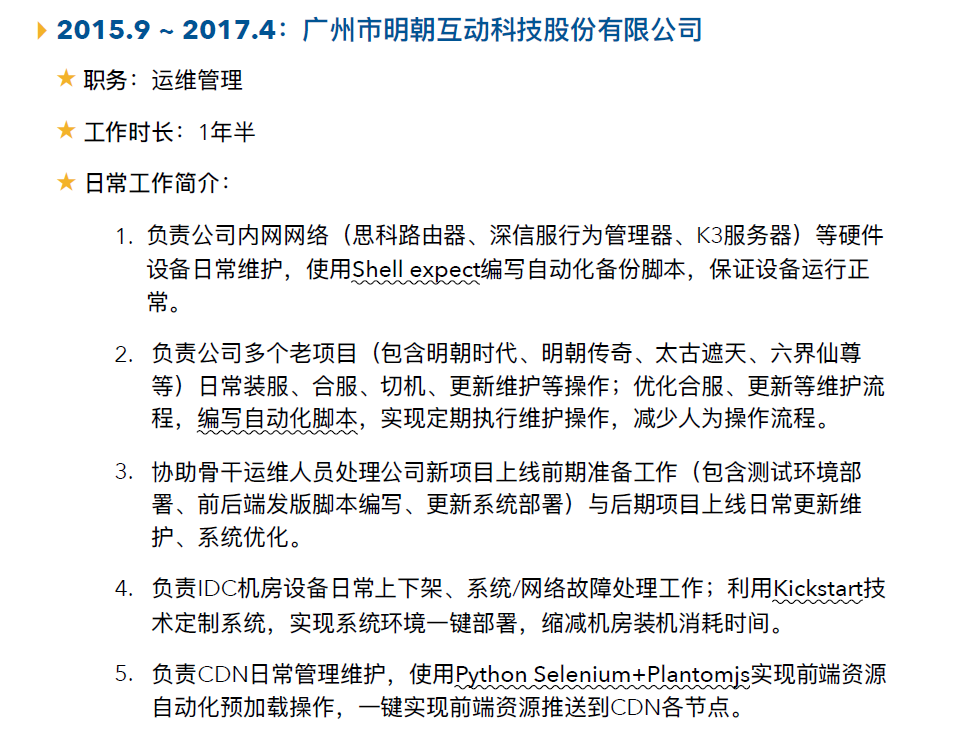 2015.9 ~ 2017.4：广州市明朝互动科技股份有限公司
职务：运维管理
工作时长：1年半
日常工作简介：
1. 负责公司内网网络（思科路由器、深信服行为管理器、K3服务器）等硬件
设备日常维护，使用Shell expect编写自动化备份脚本，保证设备运行正
常。
2. 负责公司多个老项目（包含明朝时代、明朝传奇、太古遮天、六界仙尊
等）日常装服、合服、切机、更新维护等操作；优化合服、更新等维护流
程，编写自动化脚本，实现定期执行维护操作，减少人为操作流程。
3. 协助骨干运维人员处理公司新项目上线前期准备工作（包含测试环境部
署、前后端发版脚本编写、更新系统部署）与后期项目上线日常更新维
护、系统优化。
4. 负责IDC机房设备日常上下架、系统/网络故障处理工作；利用Kickstart技
术定制系统，实现系统环境一键部署，缩减机房装机消耗时间。
5. 负责CDN日常管理维护，使用Python Selenium+Plantomjs实现前端资源
自动化预加载操作，一键实现前端资源推送到CDN各节点。